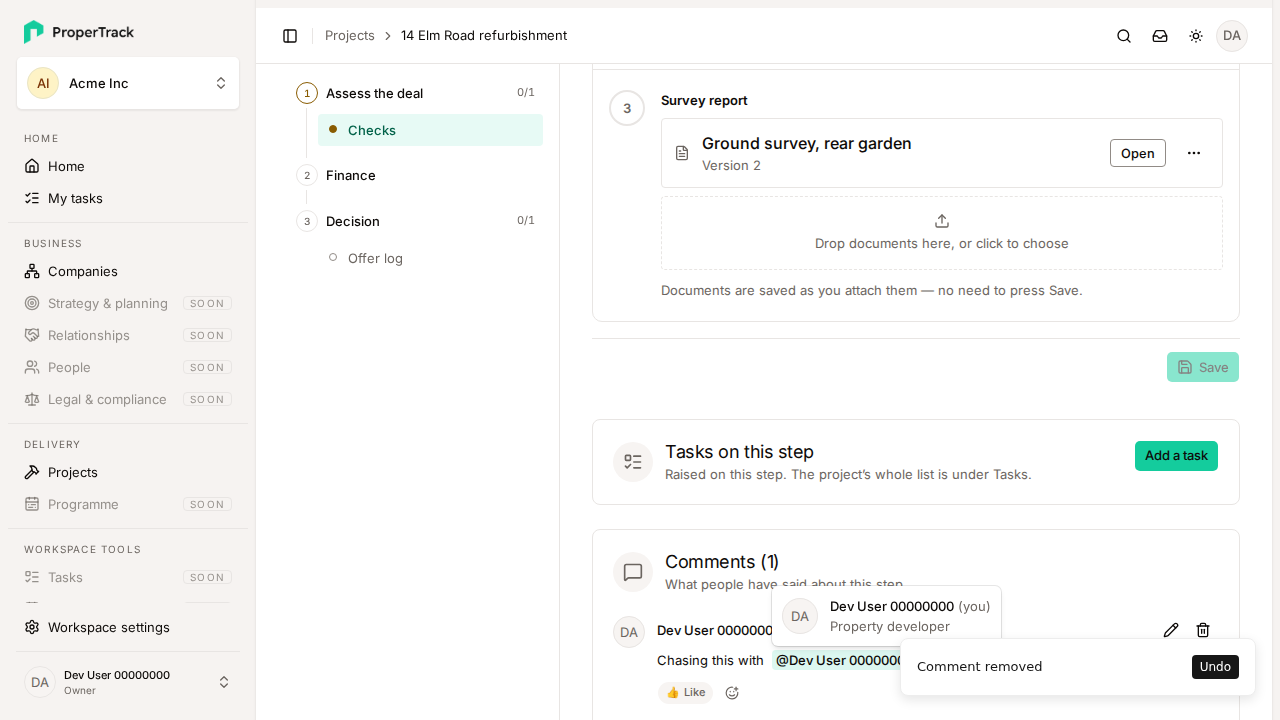 ProperTrack
AI Acme Inc
HOME
Home
My tasks
BUSINESS
Companies
Strategy & planning SOON
Relationships SOON
People SOON
Legal & compliance SOON
DELIVERY
Projects
Programme SOON
WORKSPACE TOOLS
Tasks SOON
Workspace settings
DA Dev User 00000000
Owner
Projects > 14 Elm Road refurbishment
DA
1 Assess the deal 0/1
Checks
2 Finance
3 Decision 0/1
Offer log
3 Survey report
Ground survey, rear garden
Version 2
Open
Drop documents here, or click to choose
Documents are saved as you attach them — no need to press Save.
Save
Tasks on this step
Raised on this step. The project’s whole list is under Tasks.
Add a task
Comments (1)
What people have said about this step
DA Dev User 00000000 (you)
Property developer
DA Dev User 0000000
Chasing this with @Dev User 000000
👍 Like
Comment removed
Undo